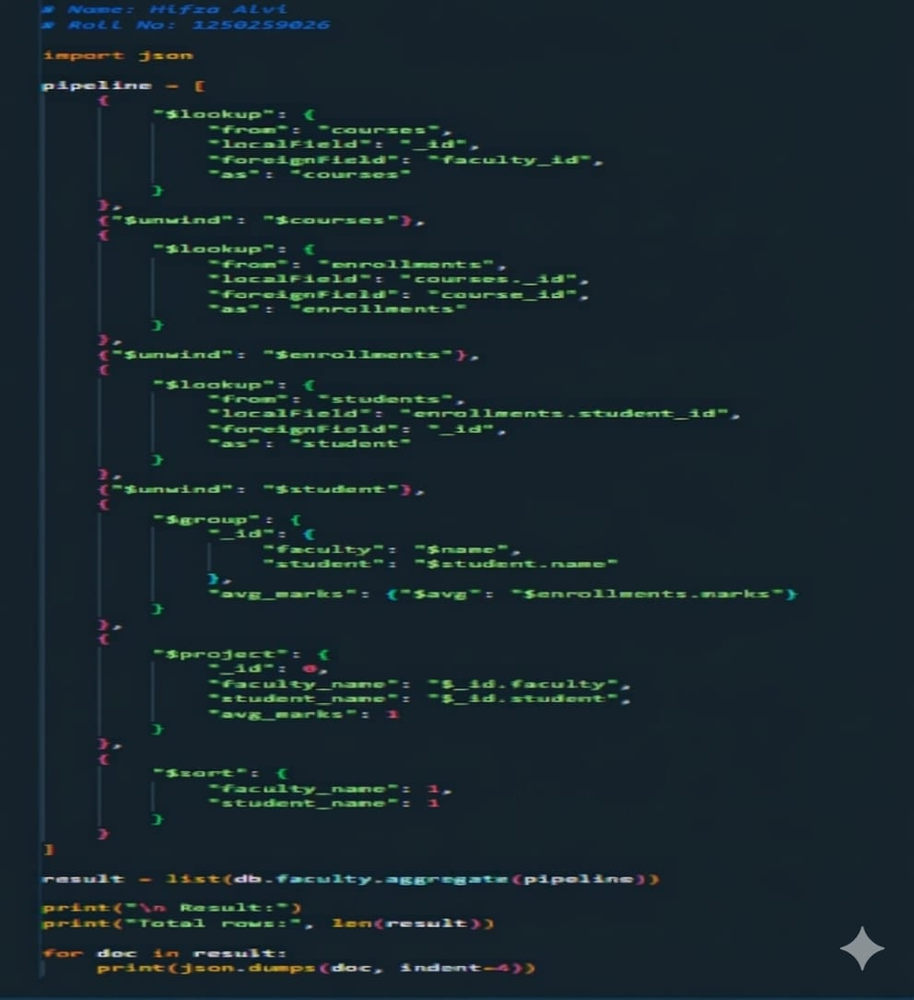 # Name: Hifza Alvi
# Roll No: 1250259026
import json
pipeline = [
{
"$lookup": {
"from": "courses",
"localField": "_id",
"foreignField": "faculty_id",
"as": "courses"
}
},
{"$unwind": "$courses"},
{
"$lookup": {
"from": "enrollments",
"localField": "courses._id",
"foreignField": "course_id",
"as": "enrollments"
}
},
{"$unwind": "$enrollments"},
{
"$lookup": {
"from": "students",
"localField": "enrollments.student_id",
"foreignField": "_id",
"as": "student"
}
},
{"$unwind": "$student"},
{
"$group": {
"_id": {
"faculty": "$name",
"student": "$student.name"
},
"avg_marks": {"$avg": "$enrollments.marks"}
}
},
{
"$project": {
"_id": 0,
"faculty_name": "$_id.faculty",
"student_name": "$_id.student",
"avg_marks": 1
}
},
{
"$sort": {
"faculty_name": 1,
"student_name": 1
}
}
]
result = list(db.faculty.aggregate(pipeline))
print("\n Result:")
print("Total rows:", len(result))
for doc in result:
print(json.dumps(doc, indent=4))